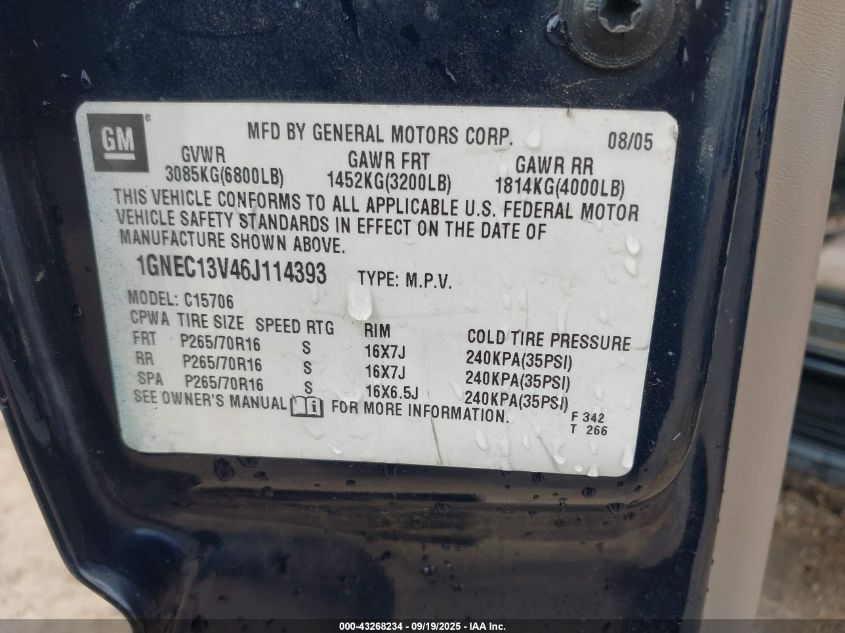 GM ®
MFD BY GENERAL MOTORS CORP. 08/05
GVWR GAWR FRT GAWR RR
3085KG(6800LB) 1452KG(3200LB) 1814KG(4000LB)
THIS VEHICLE CONFORMS TO ALL APPLICABLE U.S. FEDERAL MOTOR
VEHICLE SAFETY STANDARDS IN EFFECT ON THE DATE OF
MANUFACTURE SHOWN ABOVE.
1GNEC13V46J114393 TYPE: M.P.V.
MODEL: C15706
CPWA TIRE SIZE SPEED RTG RIM COLD TIRE PRESSURE
FRT P265/70R16 S 16X7J 240KPA(35PSI)
RR P265/70R16 S 16X7J 240KPA(35PSI)
SPA P265/70R16 S 16X6.5J 240KPA(35PSI)
SEE OWNER'S MANUAL i FOR MORE INFORMATION.
F 342
T 266
000-43268234 - 09/19/2025 - IAA Inc.